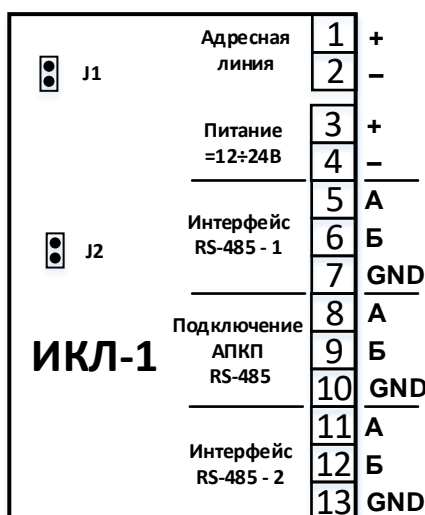 Адресная
линия
1 +
2 –
J1
Питание
=12÷24В
3 +
4 –
Интерфейс
RS-485 - 1
5 А
6 Б
7 GND
J2
ИКЛ-1
Подключение
АПКП
RS-485
8 А
9 Б
10 GND
Интерфейс
RS-485 - 2
11 А
12 Б
13 GND